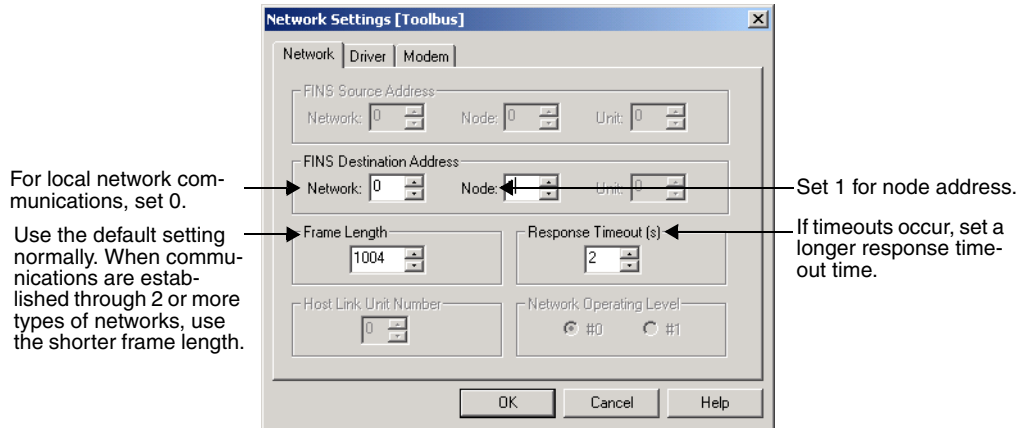 Network Settings [Toolbus]
Network Driver Modem
FINS Source Address
Network: 0 Node: 0 Unit: 0
FINS Destination Address
Network: 0 Node: Unit: 0
Frame Length
1004
Response Timeout (s)
2
Host Link Unit Number
0
Network Operating Level
#0 #1
OK Cancel Help
For local network com-
munications, set 0.
Use the default setting
normally. When commu-
nications are estab-
lished through 2 or more
types of networks, use
the shorter frame length.
Set 1 for node address.
If timeouts occur, set a
longer response time-
out time.